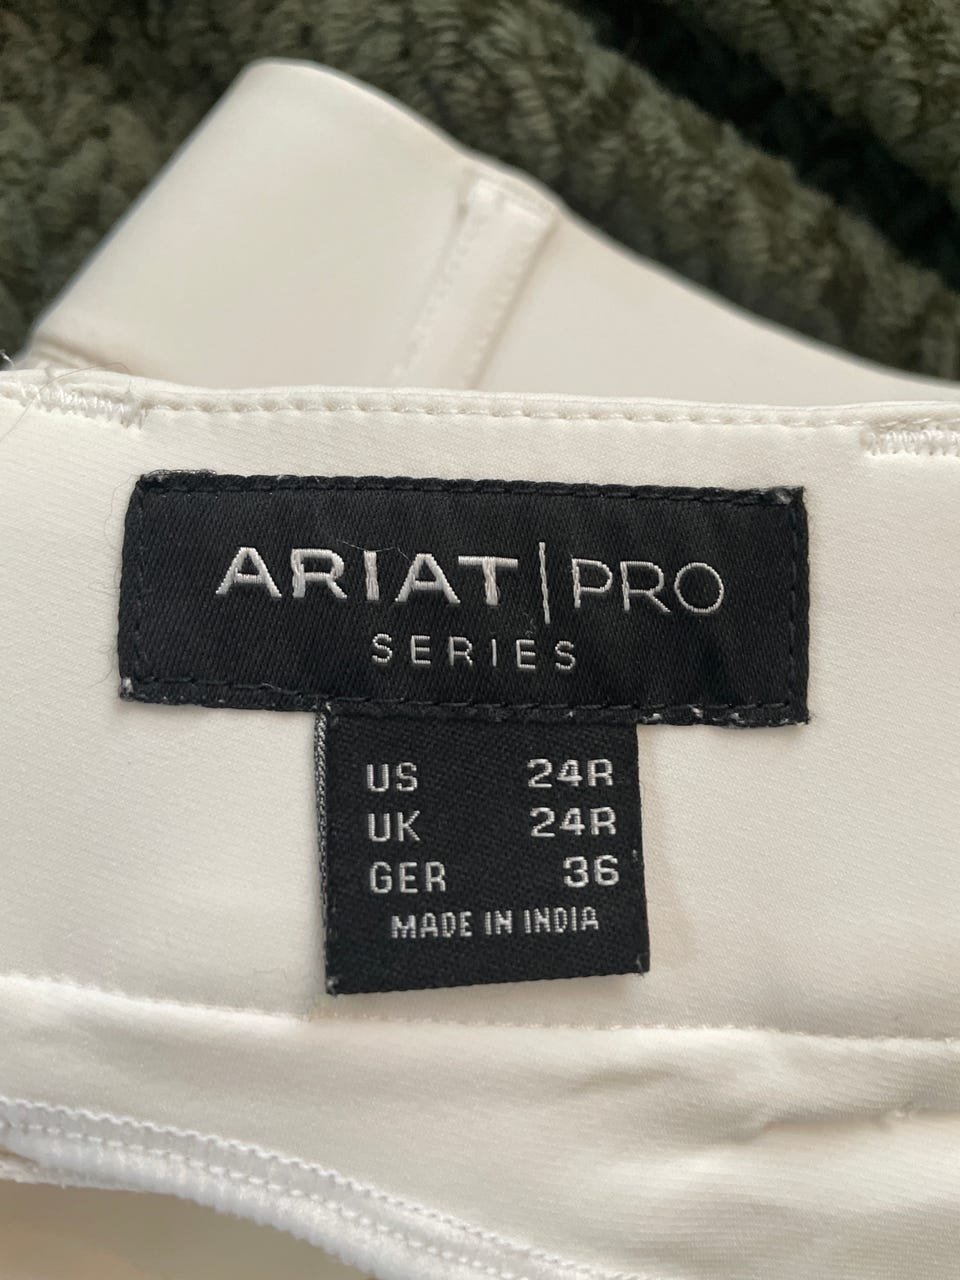 ARIAT|PRO
SERIES
US 24R
UK 24R
GER 36
MADE IN INDIA